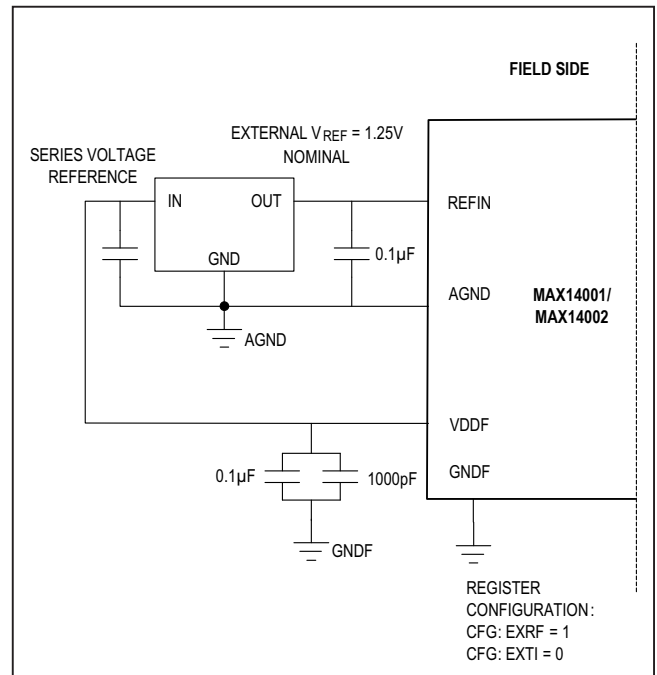 FIELD SIDE
EXTERNAL VREF = 1.25V
NOMINAL
SERIES VOLTAGE
REFERENCE
IN
OUT
GND
REFIN
0.1µF
AGND
MAX14001/
MAX14002
AGND
VDDF
0.1µF
1000pF
GNDF
GNDF
REGISTER
CONFIGURATION:
CFG: EXRF = 1
CFG: EXTI = 0